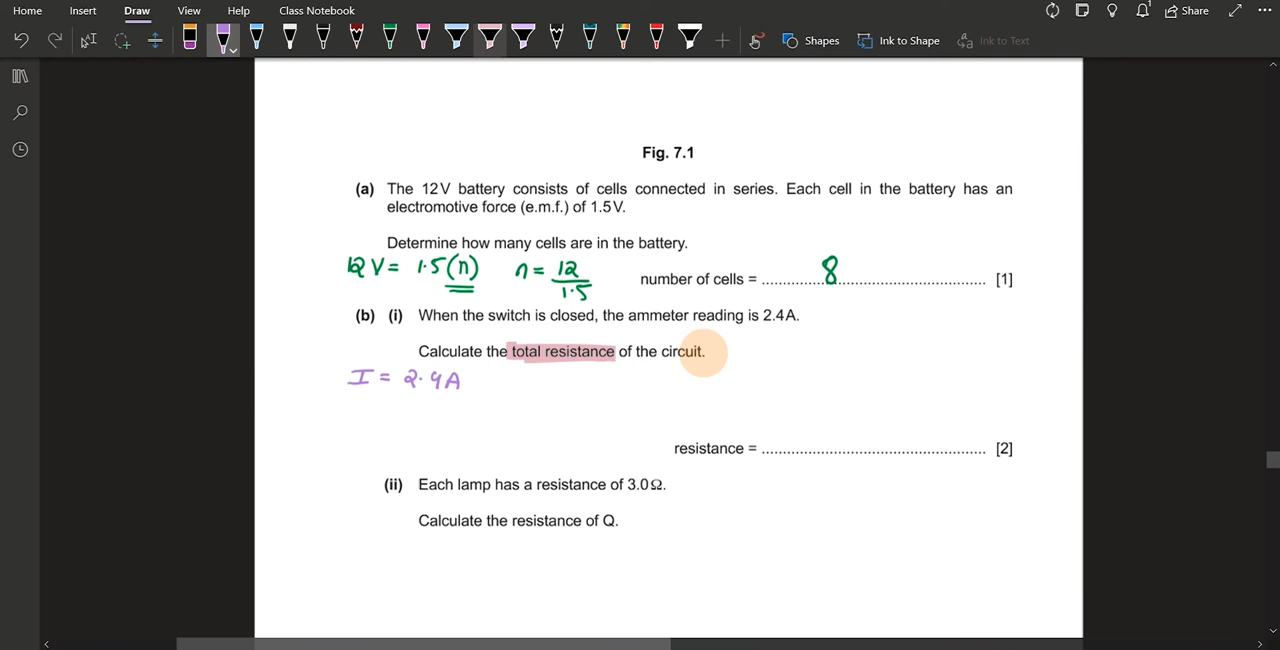 Home Insert Draw View Help Class Notebook Share
Shapes Ink to Shape Ink to Text
Fig. 7.1
(a) The 12V battery consists of cells connected in series. Each cell in the battery has an
electromotive force (e.m.f.) of 1.5V.
Determine how many cells are in the battery.
12 V = 1.5(n) n = 12/1.5 number of cells = ...............8................................... [1]
(b) (i) When the switch is closed, the ammeter reading is 2.4A.
Calculate the total resistance of the circuit.
I = 2.4A
resistance = ..................................................... [2]
(ii) Each lamp has a resistance of 3.0Ω.
Calculate the resistance of Q.